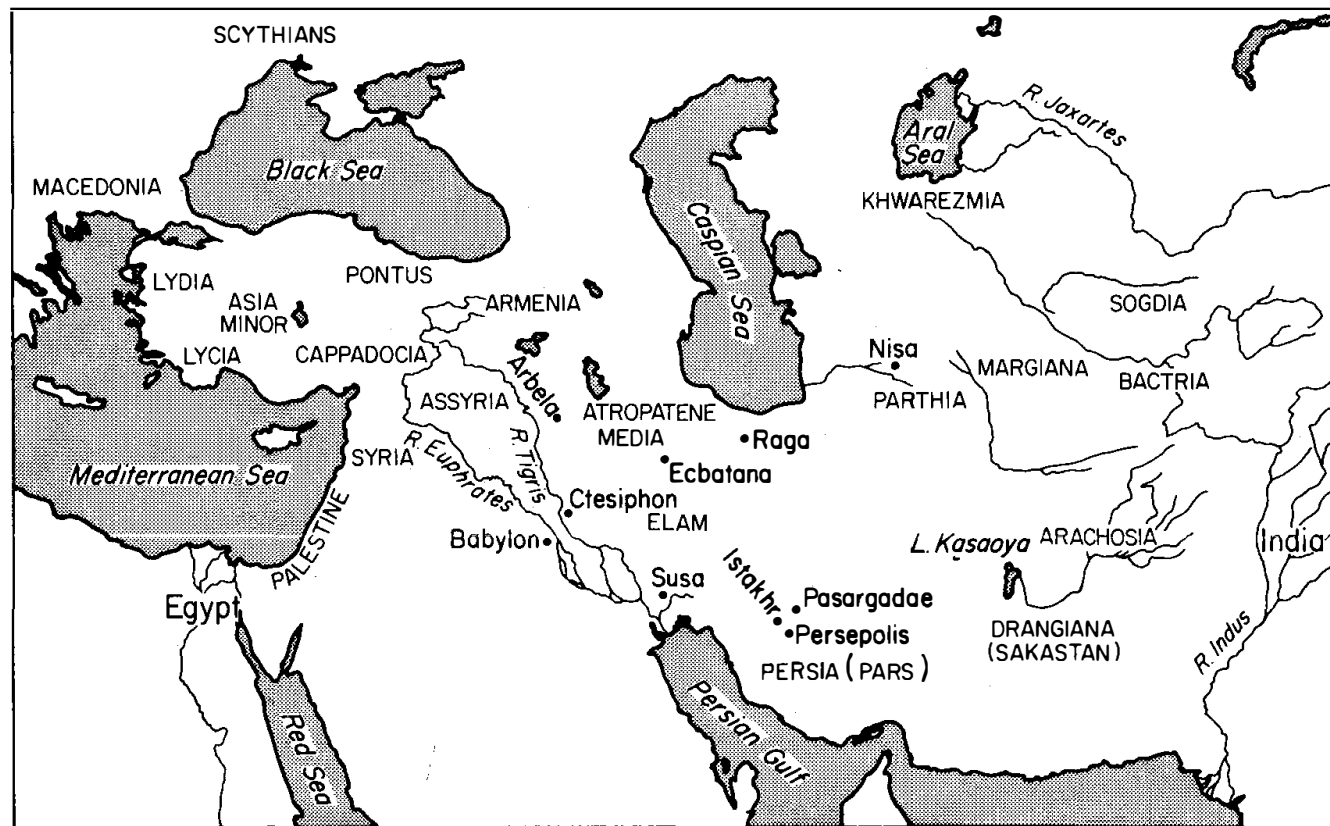 SCYTHIANS
R. Jaxartes
Aral
Sea
Black Sea
MACEDONIA
KHWAREZMIA
Caspian Sea
LYDIA
PONTUS
ASIA
MINOR
ARMENIA
SOGDIA
LYCIA
CAPPADOCIA
Nisa
MARGIANA
BACTRIA
PARTHIA
Arbela
ASSYRIA
ATROPATENE
MEDIA
Raga
Mediterranean Sea
SYRIA
R. Euphrates
R. Tigris
Ecbatana
Ctesiphon
ELAM
PALESTINE
Babylon
L. Kasaoya
ARACHOSIA
India
Egypt
Susa
Istakhr
Pasargadae
Persepolis
DRANGIANA
(SAKASTAN)
R. Indus
PERSIA (PARS)
Red Sea
Persian Gulf